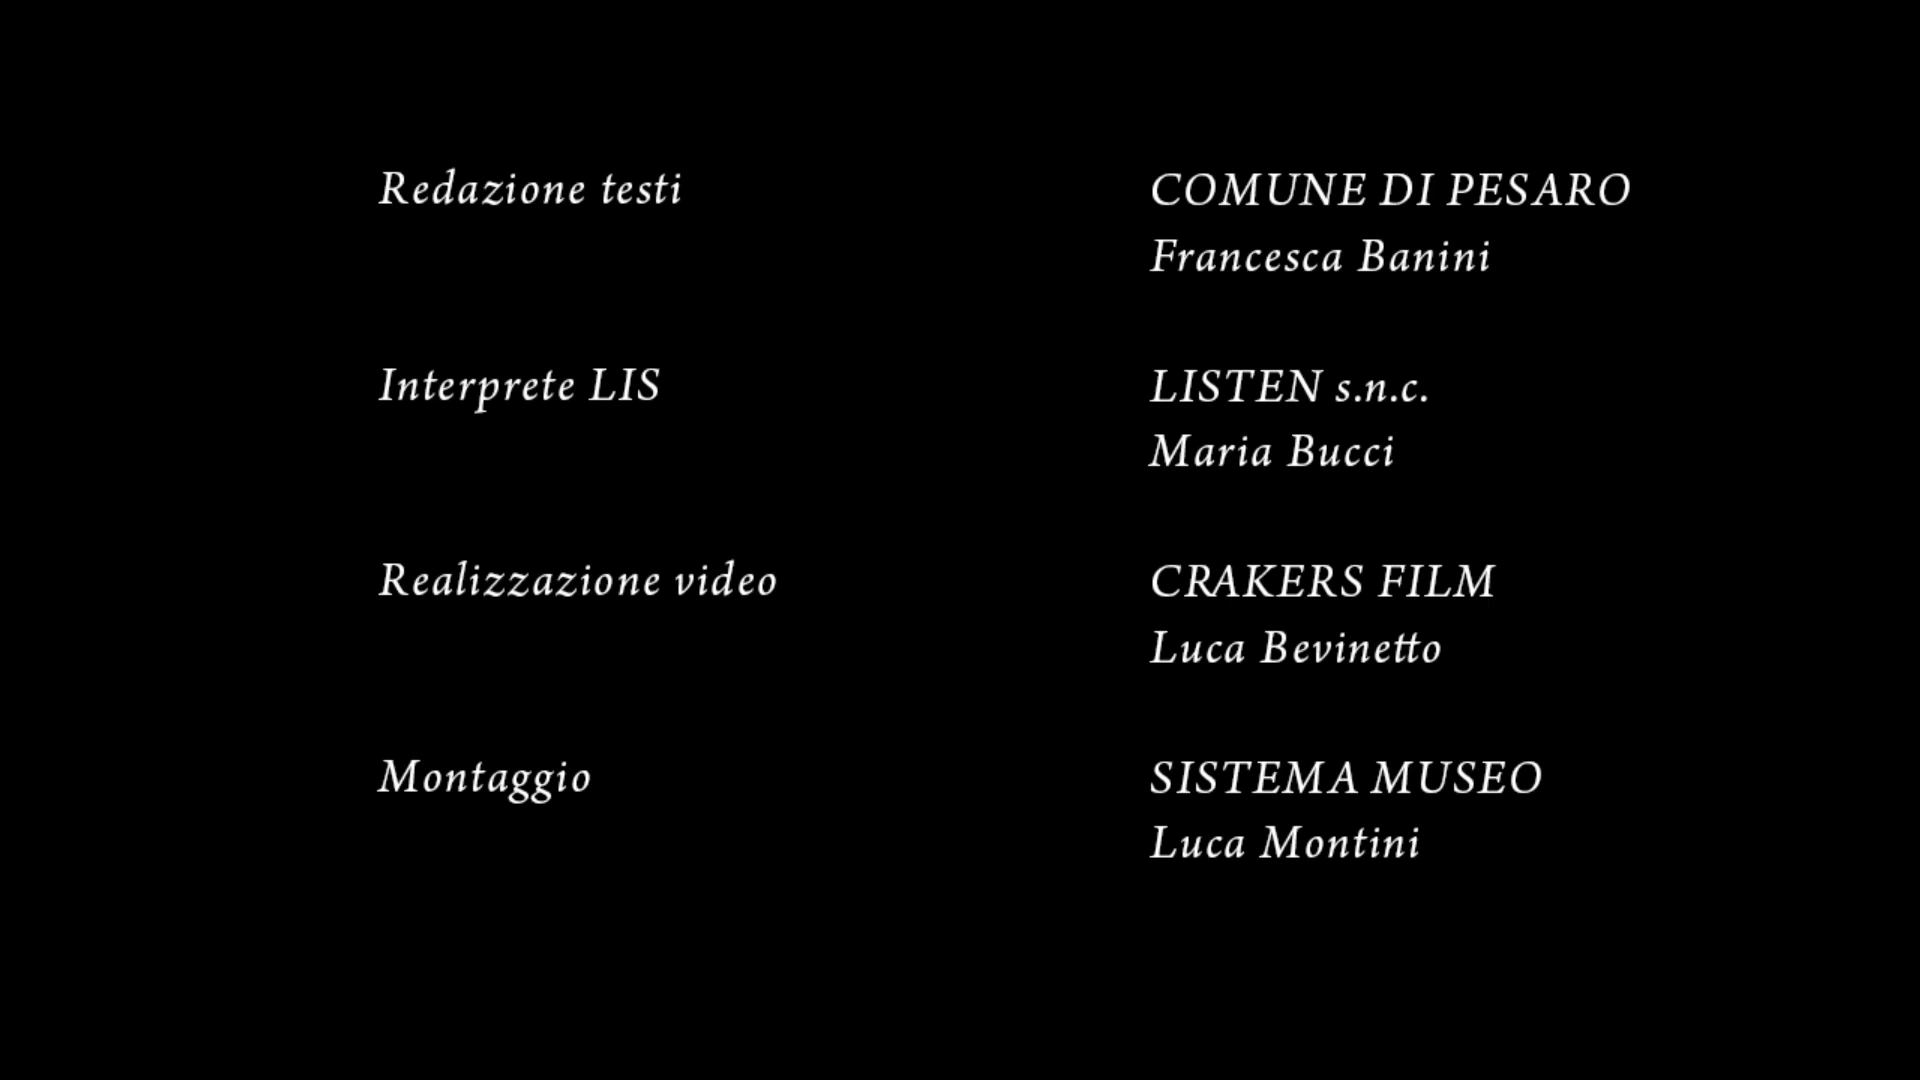 Redazione testi
COMUNE DI PESARO
Francesca Banini
Interprete LIS
LISTEN s.n.c.
Maria Bucci
Realizzazione video
CRAKERS FILM
Luca Bevinetto
Montaggio
SISTEMA MUSEO
Luca Montini